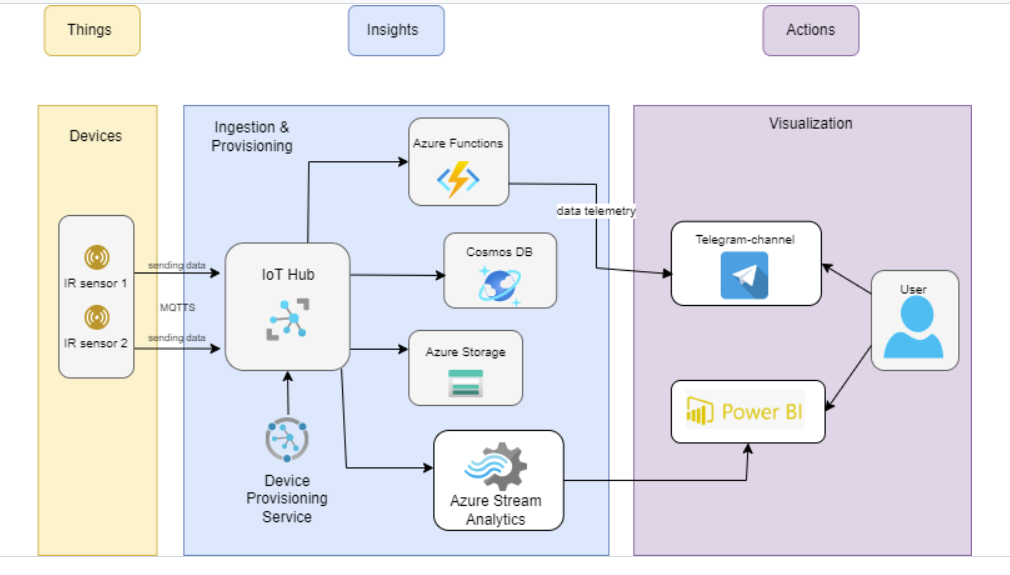 Things
Insights
Actions
Devices
IR sensor 1
IR sensor 2
sending data
MQTTS
sending data
Ingestion &
Provisioning
IoT Hub
Device
Provisioning
Service
Azure Functions
Cosmos DB
Azure Storage
Azure Stream
Analytics
data telemetry
Visualization
Telegram-channel
User
Power BI